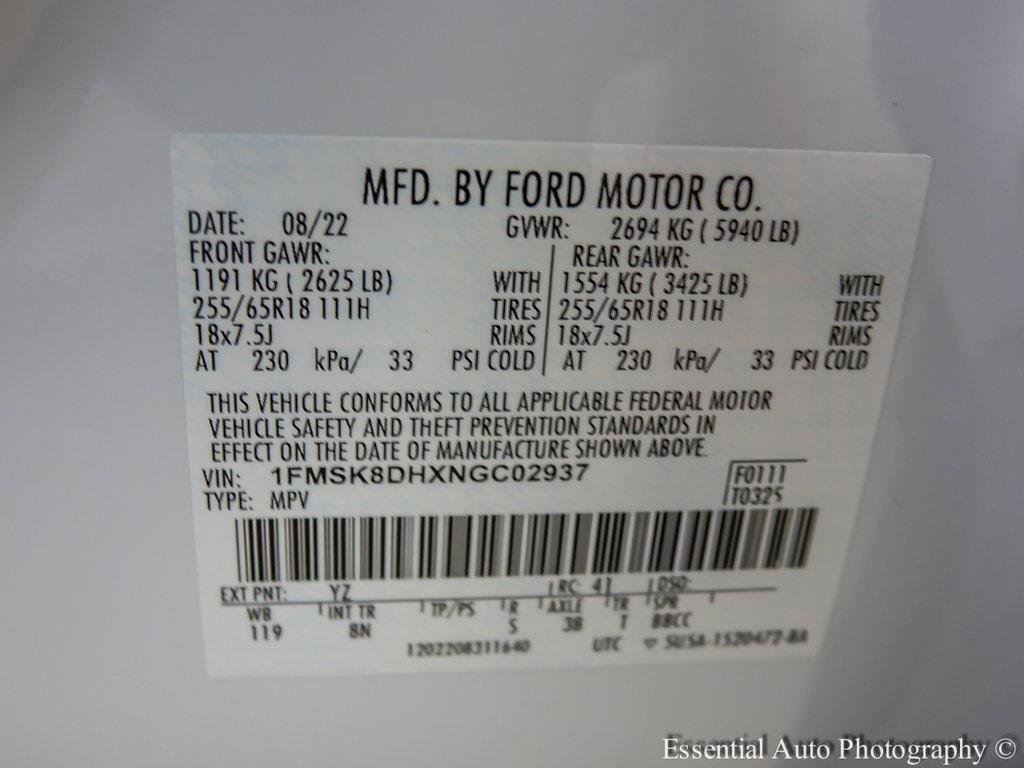 MFD. BY FORD MOTOR CO.
DATE: 08/22 GVWR: 2694 KG ( 5940 LB)
FRONT GAWR: REAR GAWR:
1191 KG ( 2625 LB) WITH 1554 KG ( 3425 LB) WITH
255/65R18 111H TIRES 255/65R18 111H TIRES
18x7.5J RIMS 18x7.5J RIMS
AT 230 kPa/ 33 PSI COLD AT 230 kPa/ 33 PSI COLD
THIS VEHICLE CONFORMS TO ALL APPLICABLE FEDERAL MOTOR
VEHICLE SAFETY AND THEFT PREVENTION STANDARDS IN
EFFECT ON THE DATE OF MANUFACTURE SHOWN ABOVE.
VIN: 1FMSK8DHXNGC02937 F0111
TYPE: MPV T0325
EXT PNT: YZ RC: 41 DSO:
WB INT TR TP/PS R AXLE TR SPR
119 8N S 38 T BBCC
1202208311640 UTC ▽ SU5A-1520472-BA
Essential Auto Photography ©